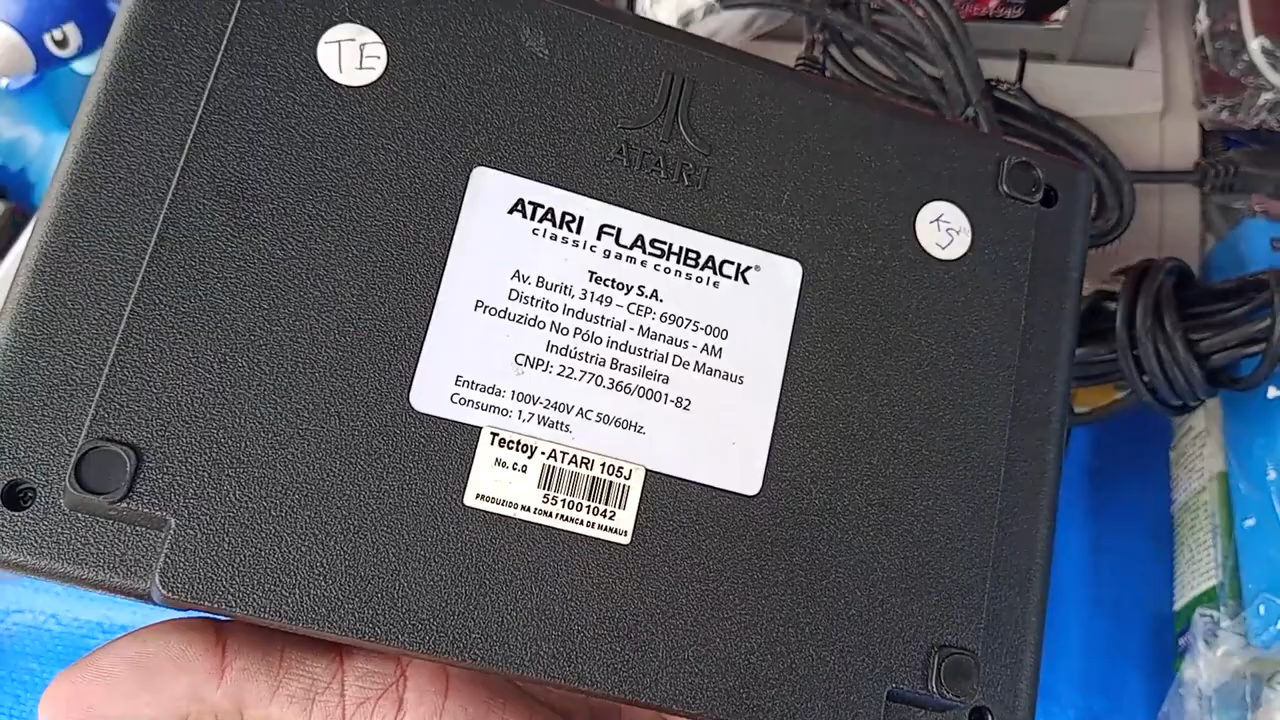 TE
ATARI
KS
ATARI FLASHBACK®
classic game console
Tectoy S.A.
Av. Buriti, 3149 – CEP: 69075-000
Distrito Industrial - Manaus - AM
Produzido No Pólo industrial De Manaus
Indústria Brasileira
CNPJ: 22.770.366/0001-82
Entrada: 100V-240V AC 50/60Hz.
Consumo: 1,7 Watts.
Tectoy - ATARI 105J
No. C.Q
551001042
PRODUZIDO NA ZONA FRANCA DE MANAUS